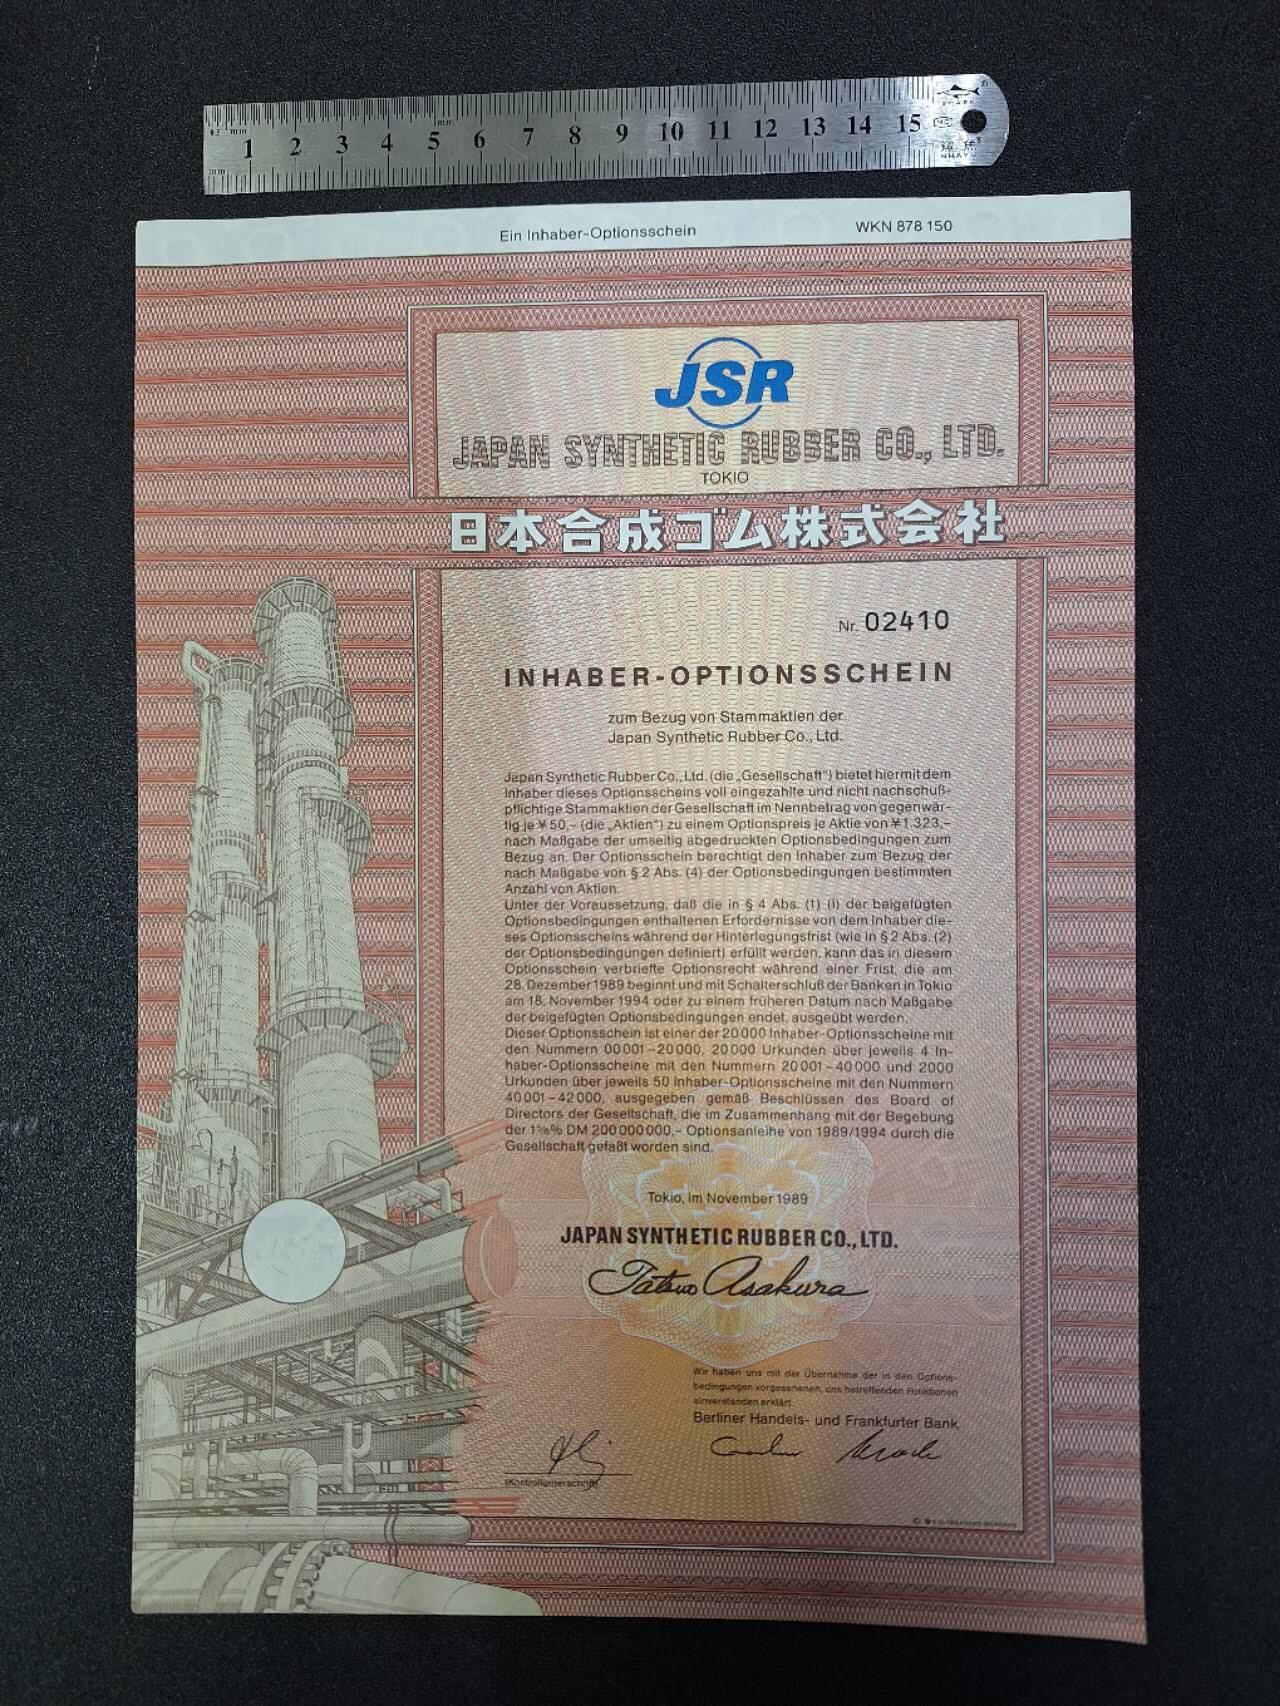 mm
mm
1 2 3 4 5 6 7 8 9 10 11 12 13 14 15
SHARK
Ein Inhaber-Optionsschein
WKN 878 150
JSR
JAPAN SYNTHETIC RUBBER CO., LTD.
TOKIO
日本合成ゴム株式会社
Nr. 02410
INHABER-OPTIONSSCHEIN
zum Bezug von Stammaktien der
Japan Synthetic Rubber Co., Ltd.
Japan Synthetic Rubber Co., Ltd. (die „Gesellschaft“) bietet hiermit dem
Inhaber dieses Optionsscheins voll eingezahlte und nicht nachschuß-
pflichtige Stammaktien der Gesellschaft im Nennbetrag von gegenwär-
tig je ¥ 50,– (die „Aktien“) zu einem Optionspreis je Aktie von ¥ 1.323,–
nach Maßgabe der umseitig abgedruckten Optionsbedingungen zum
Bezug an. Der Optionsschein berechtigt den Inhaber zum Bezug der
nach Maßgabe von § 2 Abs. (4) der Optionsbedingungen bestimmten
Anzahl von Aktien.
Unter der Voraussetzung, daß die in § 4 Abs. (1) (i) der beigefügten
Optionsbedingungen enthaltenen Erfordernisse von dem Inhaber die-
ses Optionsscheins während der Hinterlegungsfrist (wie in § 2 Abs. (2)
der Optionsbedingungen definiert) erfüllt werden, kann das in diesem
Optionsschein verbriefte Optionsrecht während einer Frist, die am
28. Dezember 1989 beginnt und mit Schalterschluß der Banken in Tokio
am 18. November 1994 oder zu einem früheren Datum nach Maßgabe
der beigefügten Optionsbedingungen endet, ausgeübt werden.
Dieser Optionsschein ist einer der 20 000 Inhaber-Optionsscheine mit
den Nummern 00 001–20 000, 20 000 Urkunden über jeweils 4 In-
haber-Optionsscheine mit den Nummern 20 001–40 000 und 2000
Urkunden über jeweils 50 Inhaber-Optionsscheine mit den Nummern
40 001–42 000, ausgegeben gemäß Beschlüssen des Board of
Directors der Gesellschaft, die im Zusammenhang mit der Begebung
der % DM 200 000 000,– Optionsanleihe von 1989/1994 durch die
Gesellschaft gefaßt worden sind.
Tokio, im November 1989
JAPAN SYNTHETIC RUBBER CO., LTD.
Tatsuo Asakura
Wir haben uns mit der Übernahme der in den Options-
bedingungen vorgesehenen, uns betreffenden Funktionen
einverstanden erklärt.
Berliner Handels- und Frankfurter Bank
(Kontrollunterschrift)
JSR